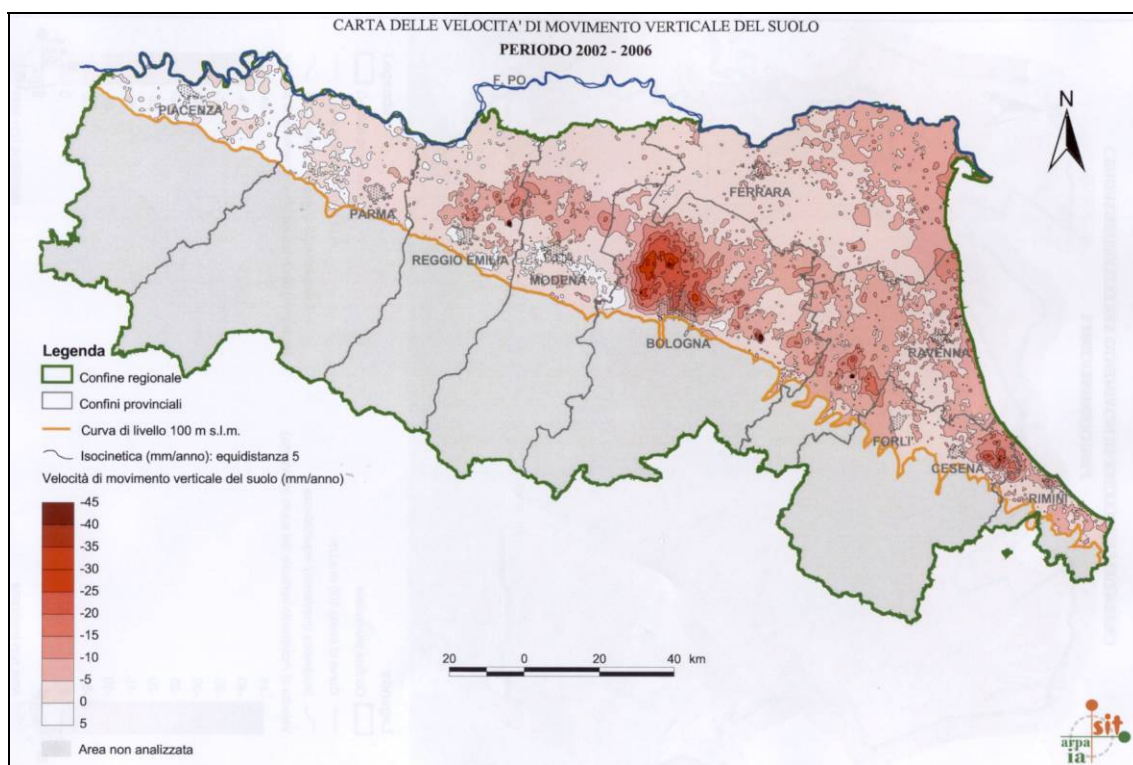 CARTA DELLE VELOCITA' DI MOVIMENTO VERTICALE DEL SUOLO
PERIODO 2002 - 2006
F. PO
N
PIACENZA
PARMA
REGGIO EMILIA
MODENA
FERRARA
BOLOGNA
RAVENNA
FORLI'
CESENA
RIMINI
Legenda
Confine regionale
Confini provinciali
Curva di livello 100 m s.l.m.
Isocinetica (mm/anno): equidistanza 5
Velocità di movimento verticale del suolo (mm/anno)
-45
-40
-35
-30
-25
-20
-15
-10
-5
0
5
Area non analizzata
20 0 20 40 km
sit
arpa
ia